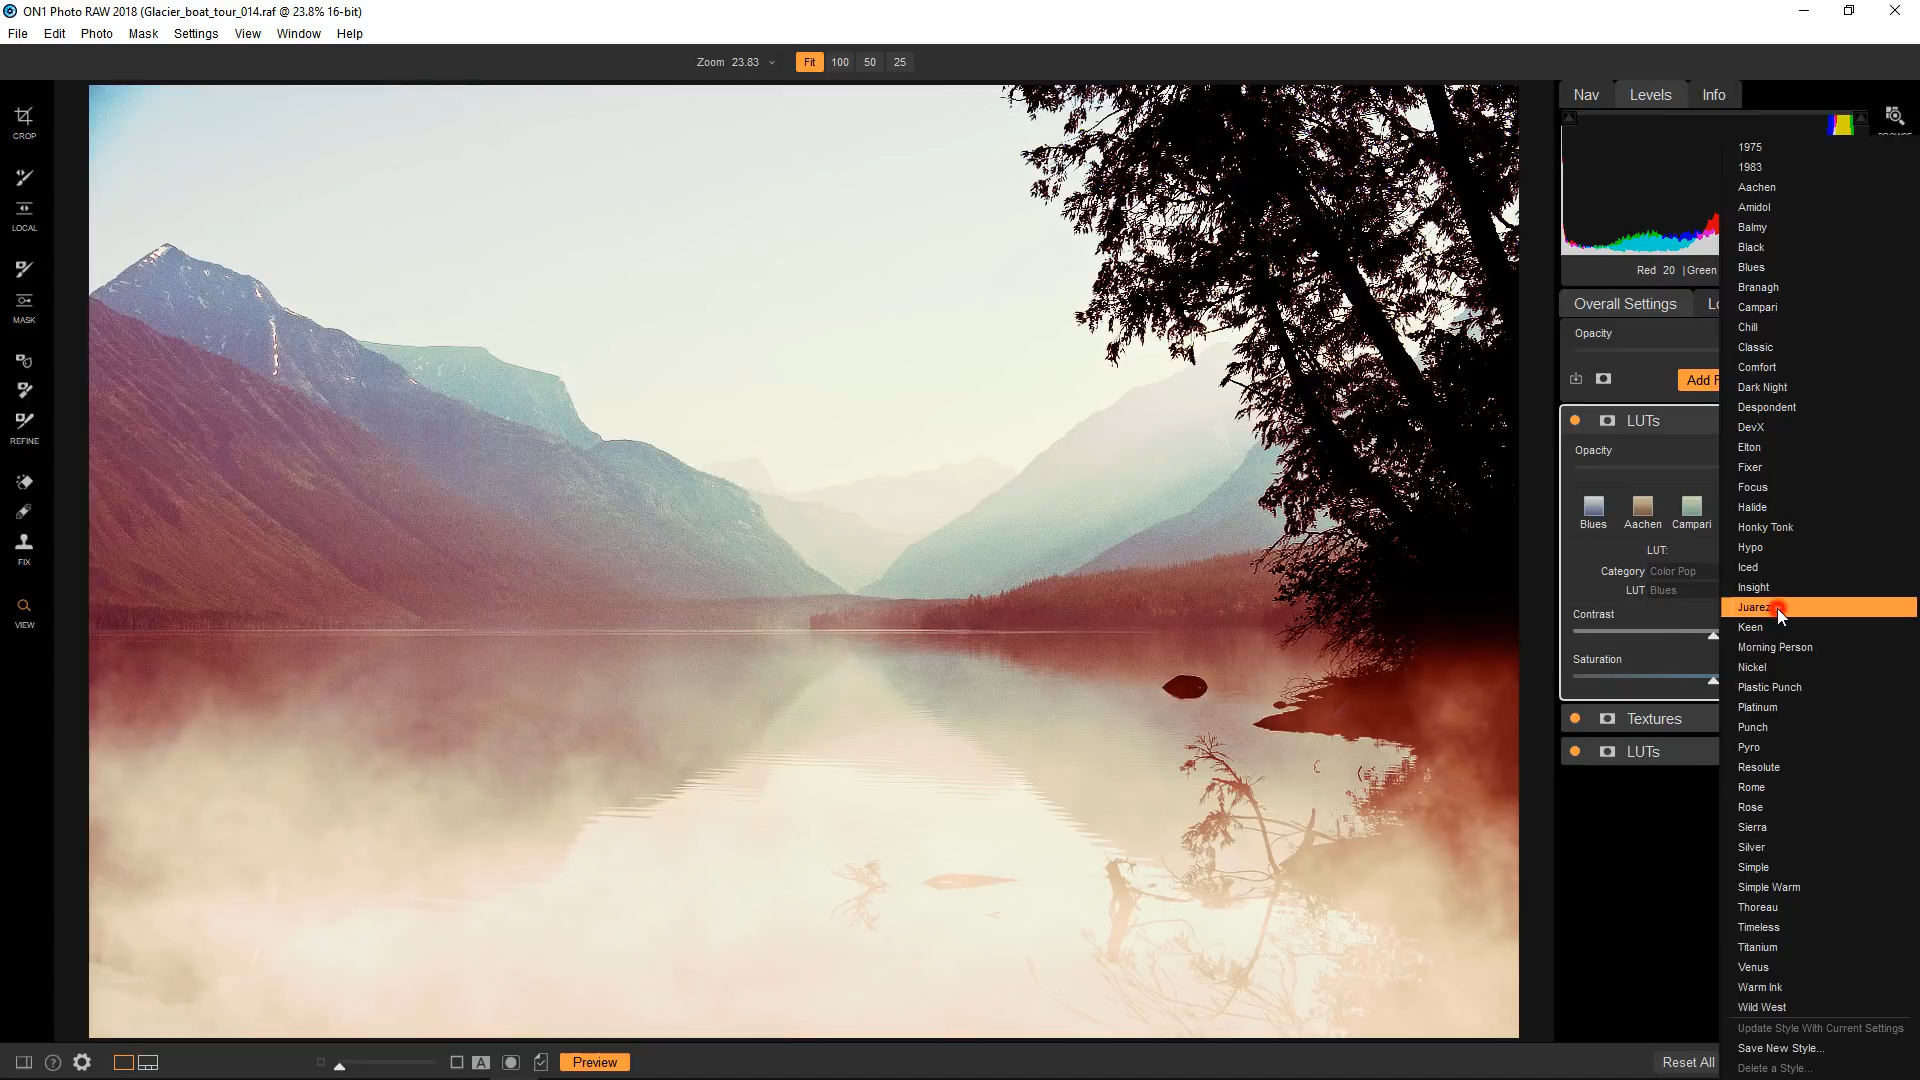 ON1 Photo RAW 2018 (Glacier_boat_tour_014.raf @ 23.8% 16-bit)
File Edit Photo Mask Settings View Window Help
Zoom 23.83 Fit 100 50 25
Nav Levels Info
CROP
LOCAL
MASK
REFINE
FIX
VIEW
Red 20 |Green
Overall Settings
Opacity
LUTs
Opacity
Blues Aachen Campari
LUT:
Category Color Pop
LUT Blues
Contrast
Saturation
Textures
LUTs
1975
1983
Aachen
Amidol
Balmy
Black
Blues
Branagh
Campari
Chill
Classic
Comfort
Dark Night
Despondent
DevX
Elton
Fixer
Focus
Halide
Honky Tonk
Hypo
Iced
Insight
Juarez
Keen
Morning Person
Nickel
Plastic Punch
Platinum
Punch
Pyro
Resolute
Rome
Rose
Sierra
Silver
Simple
Simple Warm
Thoreau
Timeless
Titanium
Venus
Warm Ink
Wild West
Update Style With Current Settings
Save New Style...
Delete a Style...
? A Preview
Reset All